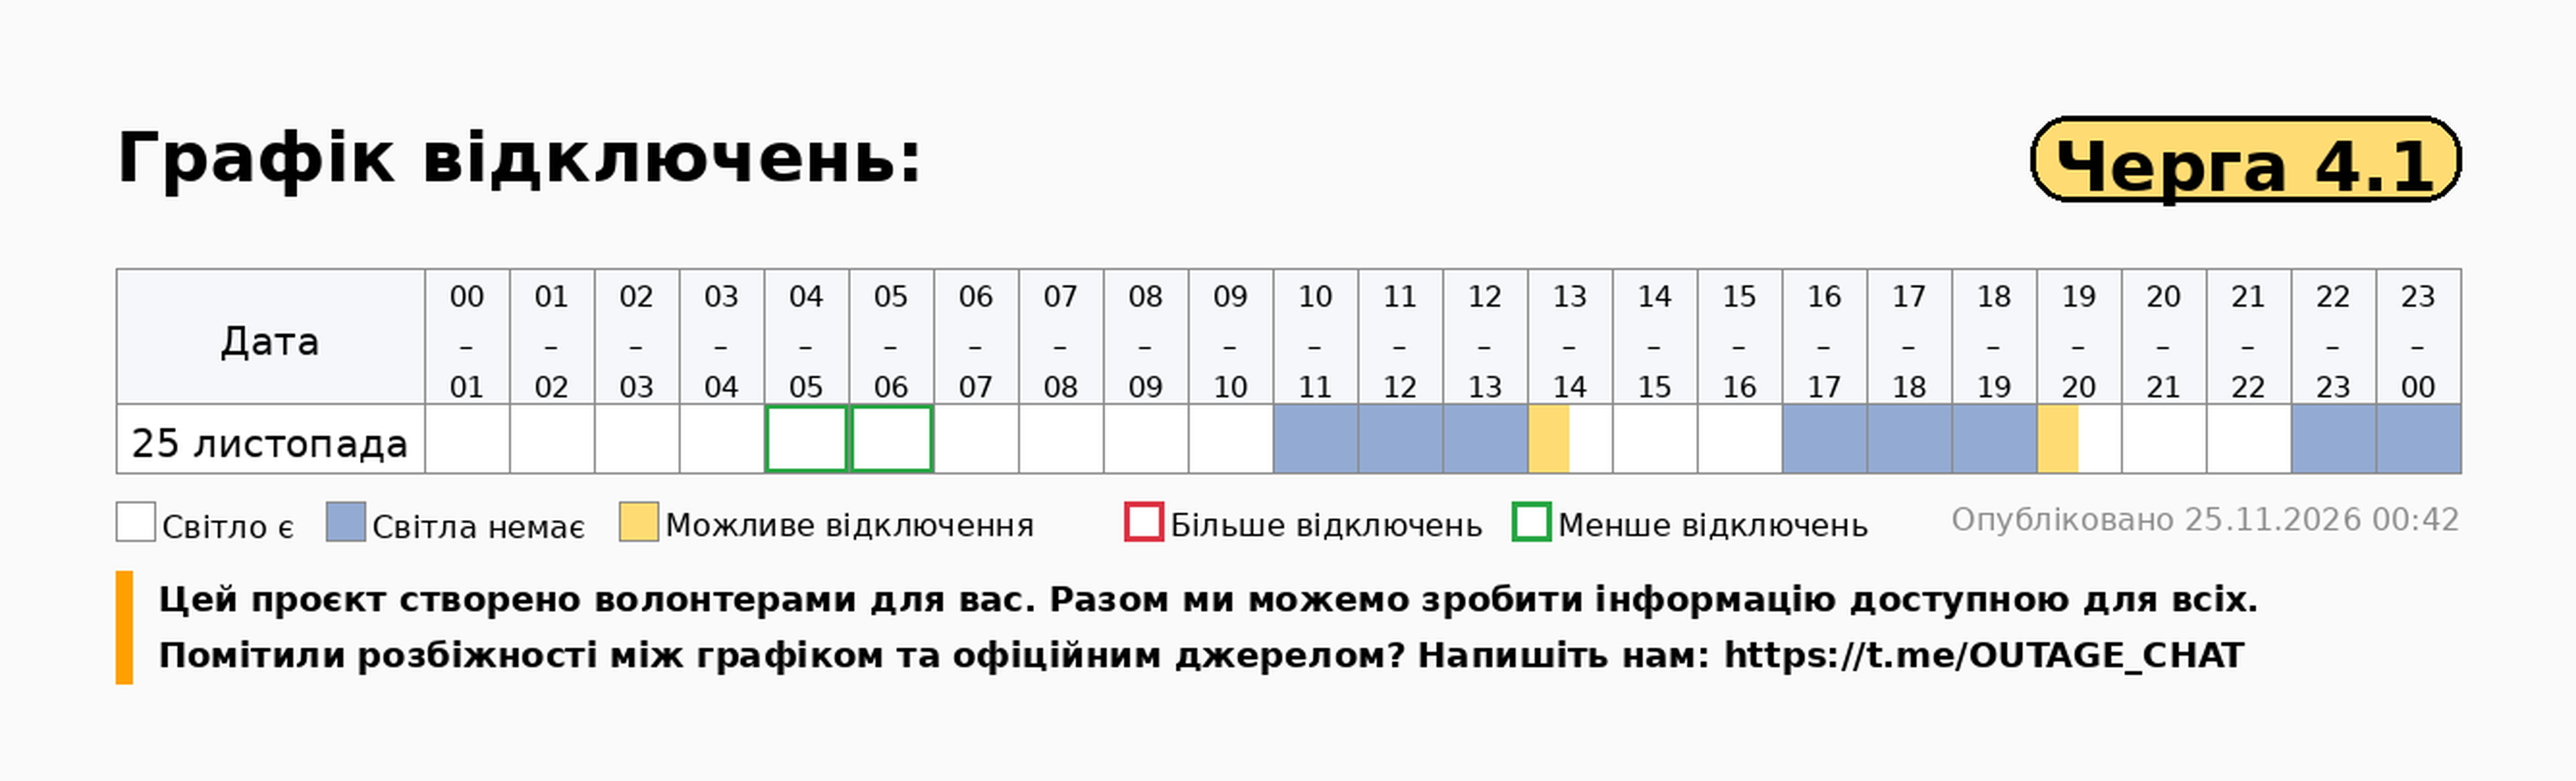 Графік відключень:
Черга 4.1
Дата
00 – 01
01 – 02
02 – 03
03 – 04
04 – 05
05 – 06
06 – 07
07 – 08
08 – 09
09 – 10
10 – 11
11 – 12
12 – 13
13 – 14
14 – 15
15 – 16
16 – 17
17 – 18
18 – 19
19 – 20
20 – 21
21 – 22
22 – 23
23 – 00
25 листопада
Світло є
Світла немає
Можливе відключення
Більше відключень
Менше відключень
Опубліковано 25.11.2026 00:42
Цей проєкт створено волонтерами для вас. Разом ми можемо зробити інформацію доступною для всіх.
Помітили розбіжності між графіком та офіційним джерелом? Напишіть нам: https://t.me/OUTAGE_CHAT